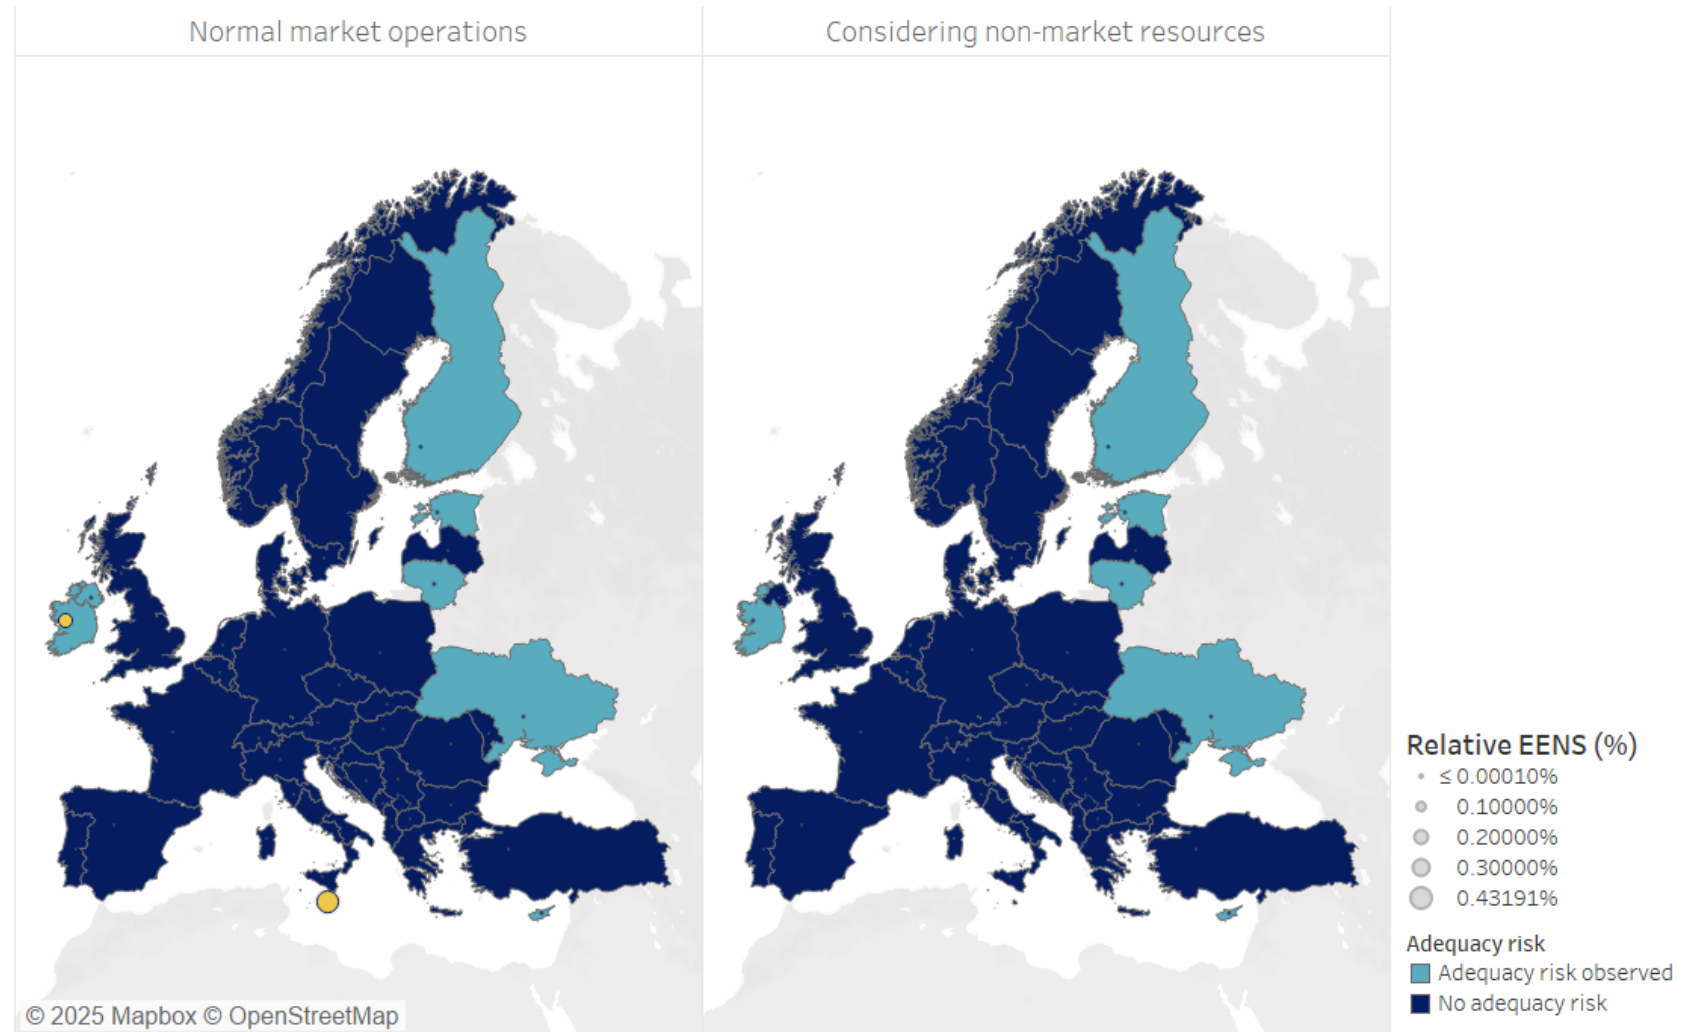 Normal market operations
Considering non-market resources
Relative EENS (%)
≤ 0.00010%
0.10000%
0.20000%
0.30000%
0.43191%
Adequacy risk
Adequacy risk observed
No adequacy risk
© 2025 Mapbox © OpenStreetMap